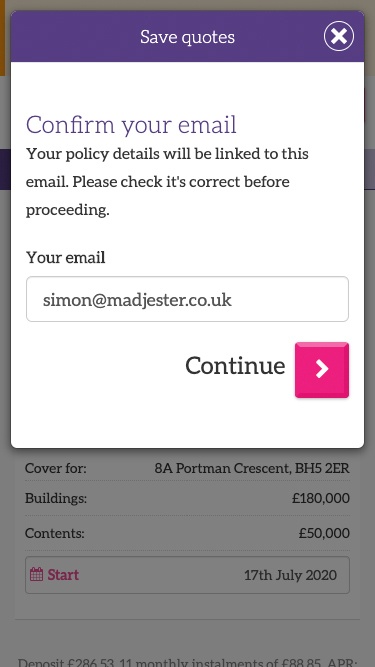 Save quotes
Confirm your email
Your policy details will be linked to this
email. Please check it's correct before
proceeding.
Your email
simon@madjester.co.uk
Continue
Cover for: 8A Portman Crescent, BH5 2ER
Buildings: £180,000
Contents: £50,000
Start 17th July 2020
Deposit £286.53, 11 monthly instalments of £88.85, APR: